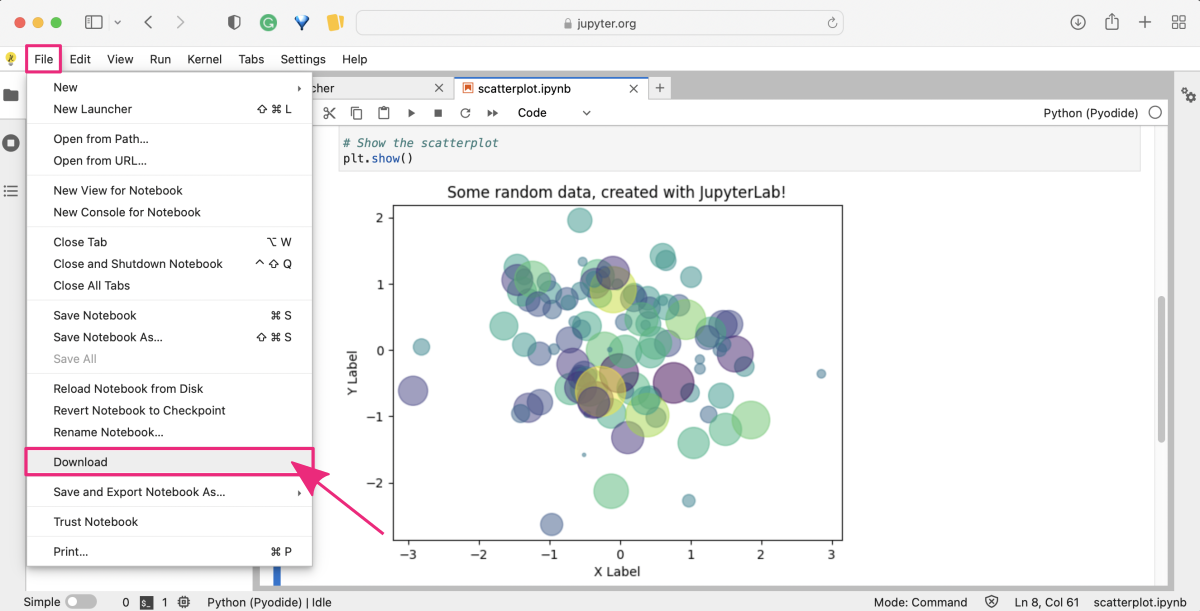 jupyter.org
File Edit View Run Kernel Tabs Settings Help
New
New Launcher ⇧ ⌘ L
Open from Path...
Open from URL...
New View for Notebook
New Console for Notebook
Close Tab ⌥ W
Close and Shutdown Notebook ^ ⇧ Q
Close All Tabs
Save Notebook ⌘ S
Save Notebook As... ⇧ ⌘ S
Save All
Reload Notebook from Disk
Revert Notebook to Checkpoint
Rename Notebook...
Download
Save and Export Notebook As...
Trust Notebook
Print... ⌘ P
cher
scatterplot.ipynb
Code
Python (Pyodide)
# Show the scatterplot
plt.show()
Some random data, created with JupyterLab!
2
1
0
−1
−2
Y Label
−3 −2 −1 0 1 2 3
X Label
Simple 0 $_ 1 Python (Pyodide) | Idle Mode: Command Ln 8, Col 61 scatterplot.ipynb